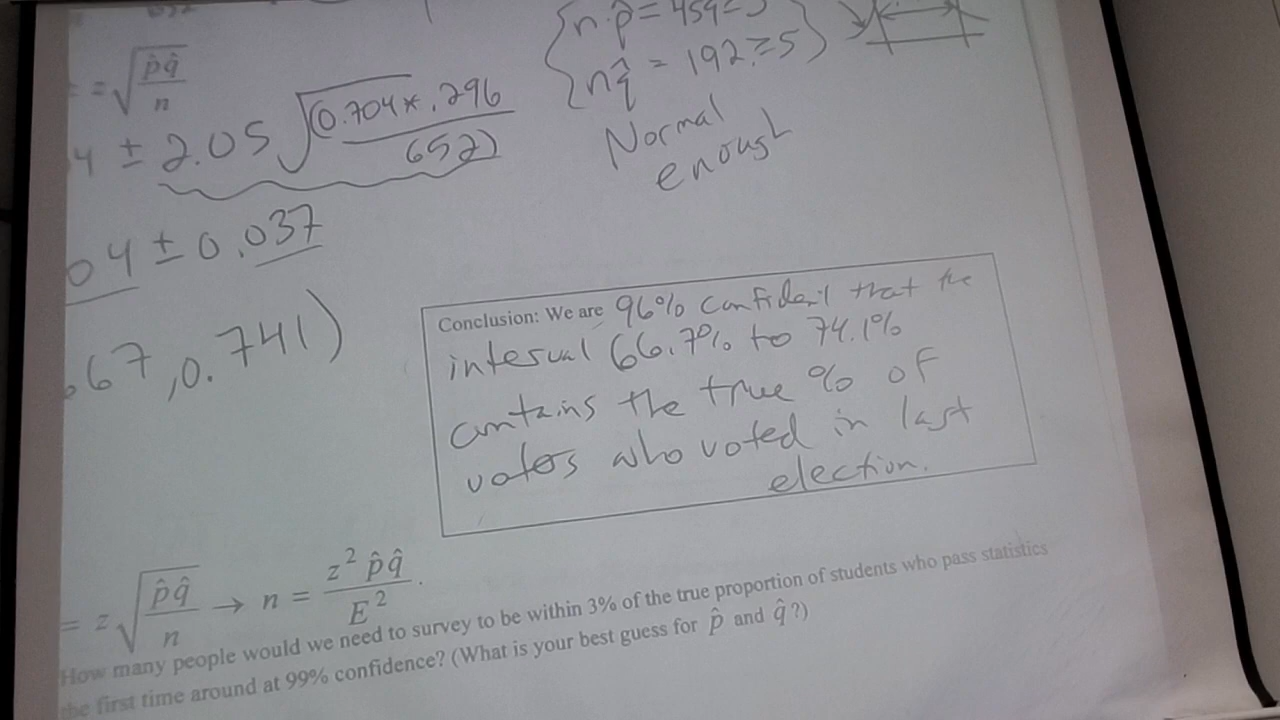 n·p̂ = 459 ≥ 5
nq̂ = 192 ≥ 5
Normal
enough
= √(p̂q̂/n)
4 ± 2.05 √((0.704*.296)/652)
04 ± 0.037
.667, 0.741)
Conclusion: We are 96% confident that the
interval 66.7% to 74.1%
contains the true % of
voters who voted in last
election.
= z √(p̂q̂/n) → n = z² p̂q̂/E².
How many people would we need to survey to be within 3% of the true proportion of students who pass statistics
the first time around at 99% confidence? (What is your best guess for p̂ and q̂ ?)